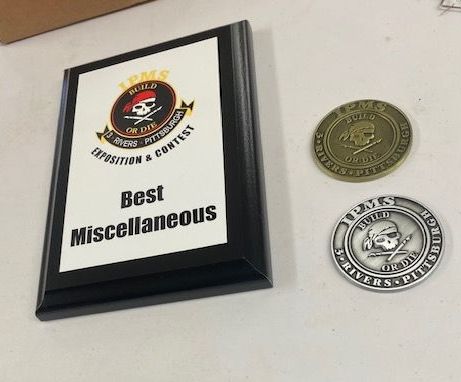 IPMS
BUILD
OR DIE
3 RIVERS • PITTSBURGH
EXPOSITION & CONTEST
Best
Miscellaneous
IPMS
BUILD
OR DIE
3 • RIVERS • PITTSBURGH
IPMS
BUILD
OR DIE
3 • RIVERS • PITTSBURGH